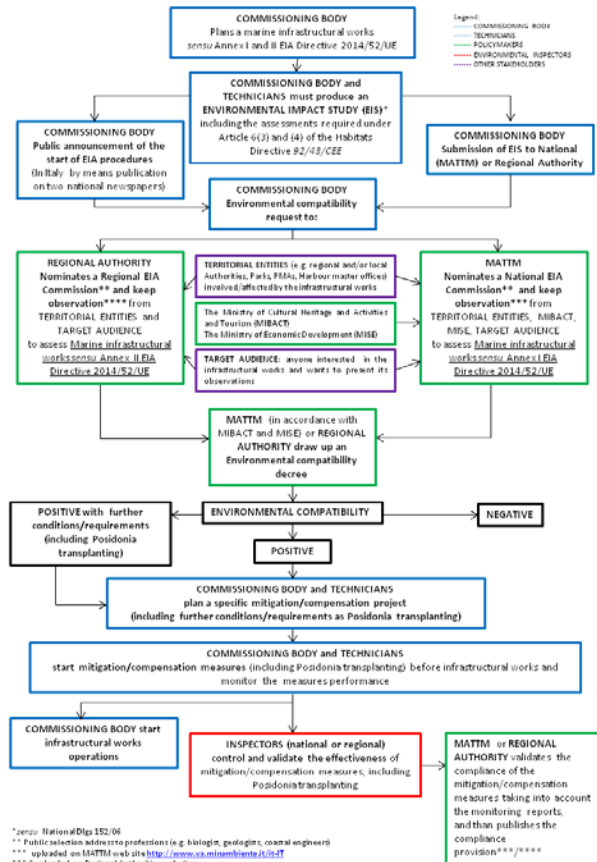 COMMISSIONING BODY
Plans a marine infrastructural works
sensu Annex I and II EIA Directive 2014/52/UE
Legend:
COMMISSIONING BODY
TECHNICIANS
POLICYMAKERS
ENVIRONMENTAL INSPECTORS
OTHER STAKEHOLDERS
COMMISSIONING BODY and
TECHNICIANS must produce an
ENVIRONMENTAL IMPACT STUDY (EIS)*
including the assessments required under
Article 6(3) and (4) of the Habitats
Directive 92/43/CEE
COMMISSIONING BODY
Public announcement of the
start of EIA procedures
(In Italy by means publication
on two national newspapers)
COMMISSIONING BODY
Submission of EIS to National
(MATTM) or Regional Authority
COMMISSIONING BODY
Environmental compatibility
request to:
REGIONAL AUTHORITY
Nominates a Regional EIA
Commission** and keep
observation**** from
TERRITORIAL ENTITIES and
TARGET AUDIENCE
to assess Marine infrastructural
workssensu Annex II EIA
Directive 2014/52/UE
TERRITORIAL ENTITIES (e.g. regional and/or local
Authorities, Parks, PMAs, Harbour master offices)
involved/affected by the infrastructural works
The Ministry of Cultural Heritage and Activities
and Tourism (MIBACT)
The Ministry of Economic Development (MISE)
TARGET AUDIENCE: anyone interested in the
infrastructural works and wants to present its
observations
MATTM
Nominates a National EIA
Commission** and keep
observation*** from
TERRITORIAL ENTITIES, MIBACT,
MISE, TARGET AUDIENCE
to assess Marine infrastructural
workssensu Annex I EIA
Directive 2014/52/UE
MATTM (in accordance with
MIBACT and MISE) or REGIONAL
AUTHORITY draw up an
Environmental compatibility
decree
POSITIVE with further
conditions/requirements
(including Posidonia
transplanting)
ENVIRONMENTAL COMPATIBILITY
NEGATIVE
POSITIVE
COMMISSIONING BODY and TECHNICIANS
plan a specific mitigation/compensation project
(including further conditions/requirements as Posidonia transplanting)
COMMISSIONING BODY and TECHNICIANS
start mitigation/compensation measures (including Posidonia transplanting) before infrastructural works and
monitor the measures performance
COMMISSIONING BODY start
infrastructural works
operations
INSPECTORS (national or regional)
control and validate the effectiveness of
mitigation/compensation measures, including
Posidonia transplanting
MATTM or REGIONAL
AUTHORITY validates the
compliance of the
mitigation/compensation
measures taking into account
the monitoring reports,
and than publishes the
compliance
provision***/****
*sensu National Dlgs 152/06
** Public selection address to professions (e.g. biologist, geologists, coastal engineers)
*** uploaded on MATTM web site http://www.va.minambiente.it/it-IT